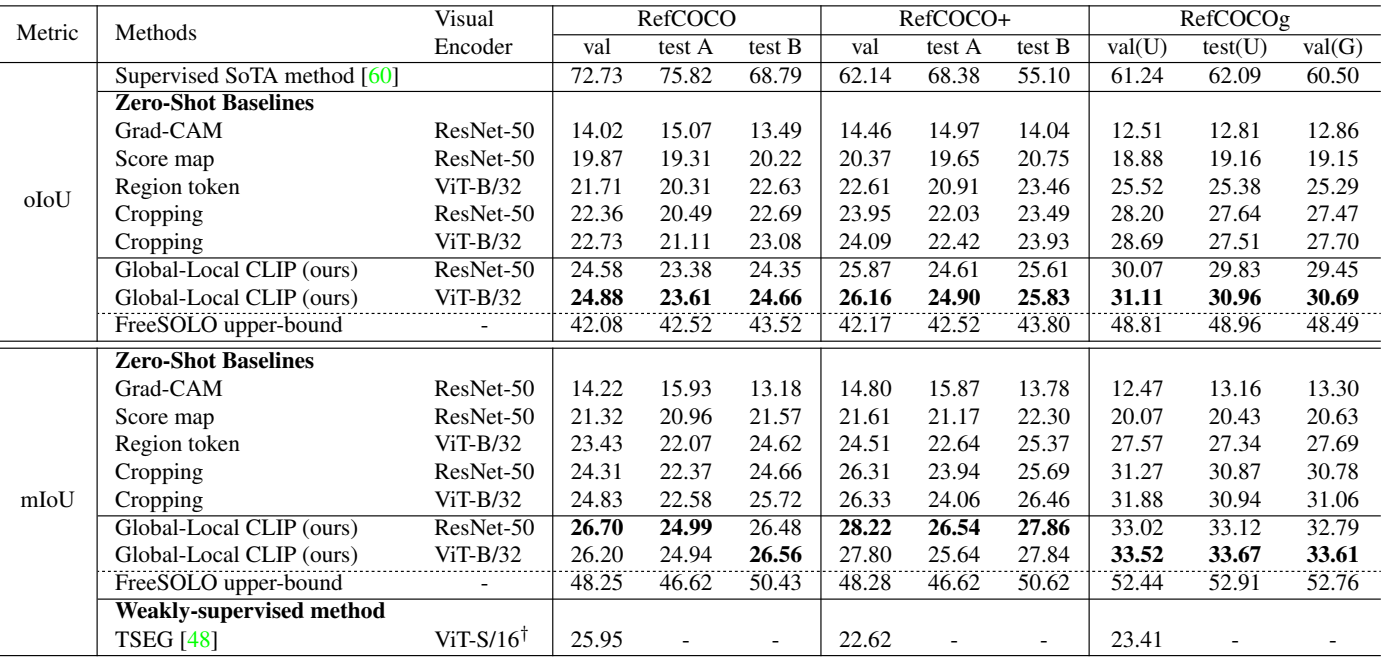 Metric Methods Visual Encoder RefCOCO RefCOCO+ RefCOCOg
val test A test B val test A test B val(U) test(U) val(G)
oIoU
Supervised SoTA method [60] 72.73 75.82 68.79 62.14 68.38 55.10 61.24 62.09 60.50
Zero-Shot Baselines
Grad-CAM ResNet-50 14.02 15.07 13.49 14.46 14.97 14.04 12.51 12.81 12.86
Score map ResNet-50 19.87 19.31 20.22 20.37 19.65 20.75 18.88 19.16 19.15
Region token ViT-B/32 21.71 20.31 22.63 22.61 20.91 23.46 25.52 25.38 25.29
Cropping ResNet-50 22.36 20.49 22.69 23.95 22.03 23.49 28.20 27.64 27.47
Cropping ViT-B/32 22.73 21.11 23.08 24.09 22.42 23.93 28.69 27.51 27.70
Global-Local CLIP (ours) ResNet-50 24.58 23.38 24.35 25.87 24.61 25.61 30.07 29.83 29.45
Global-Local CLIP (ours) ViT-B/32 24.88 23.61 24.66 26.16 24.90 25.83 31.11 30.96 30.69
FreeSOLO upper-bound - 42.08 42.52 43.52 42.17 42.52 43.80 48.81 48.96 48.49
mIoU
Zero-Shot Baselines
Grad-CAM ResNet-50 14.22 15.93 13.18 14.80 15.87 13.78 12.47 13.16 13.30
Score map ResNet-50 21.32 20.96 21.57 21.61 21.17 22.30 20.07 20.43 20.63
Region token ViT-B/32 23.43 22.07 24.62 24.51 22.64 25.37 27.57 27.34 27.69
Cropping ResNet-50 24.31 22.37 24.66 26.31 23.94 25.69 31.27 30.87 30.78
Cropping ViT-B/32 24.83 22.58 25.72 26.33 24.06 26.46 31.88 30.94 31.06
Global-Local CLIP (ours) ResNet-50 26.70 24.99 26.48 28.22 26.54 27.86 33.02 33.12 32.79
Global-Local CLIP (ours) ViT-B/32 26.20 24.94 26.56 27.80 25.64 27.84 33.52 33.67 33.61
FreeSOLO upper-bound - 48.25 46.62 50.43 48.28 46.62 50.62 52.44 52.91 52.76
Weakly-supervised method
TSEG [48] ViT-S/16† 25.95 - - 22.62 - - 23.41 - -